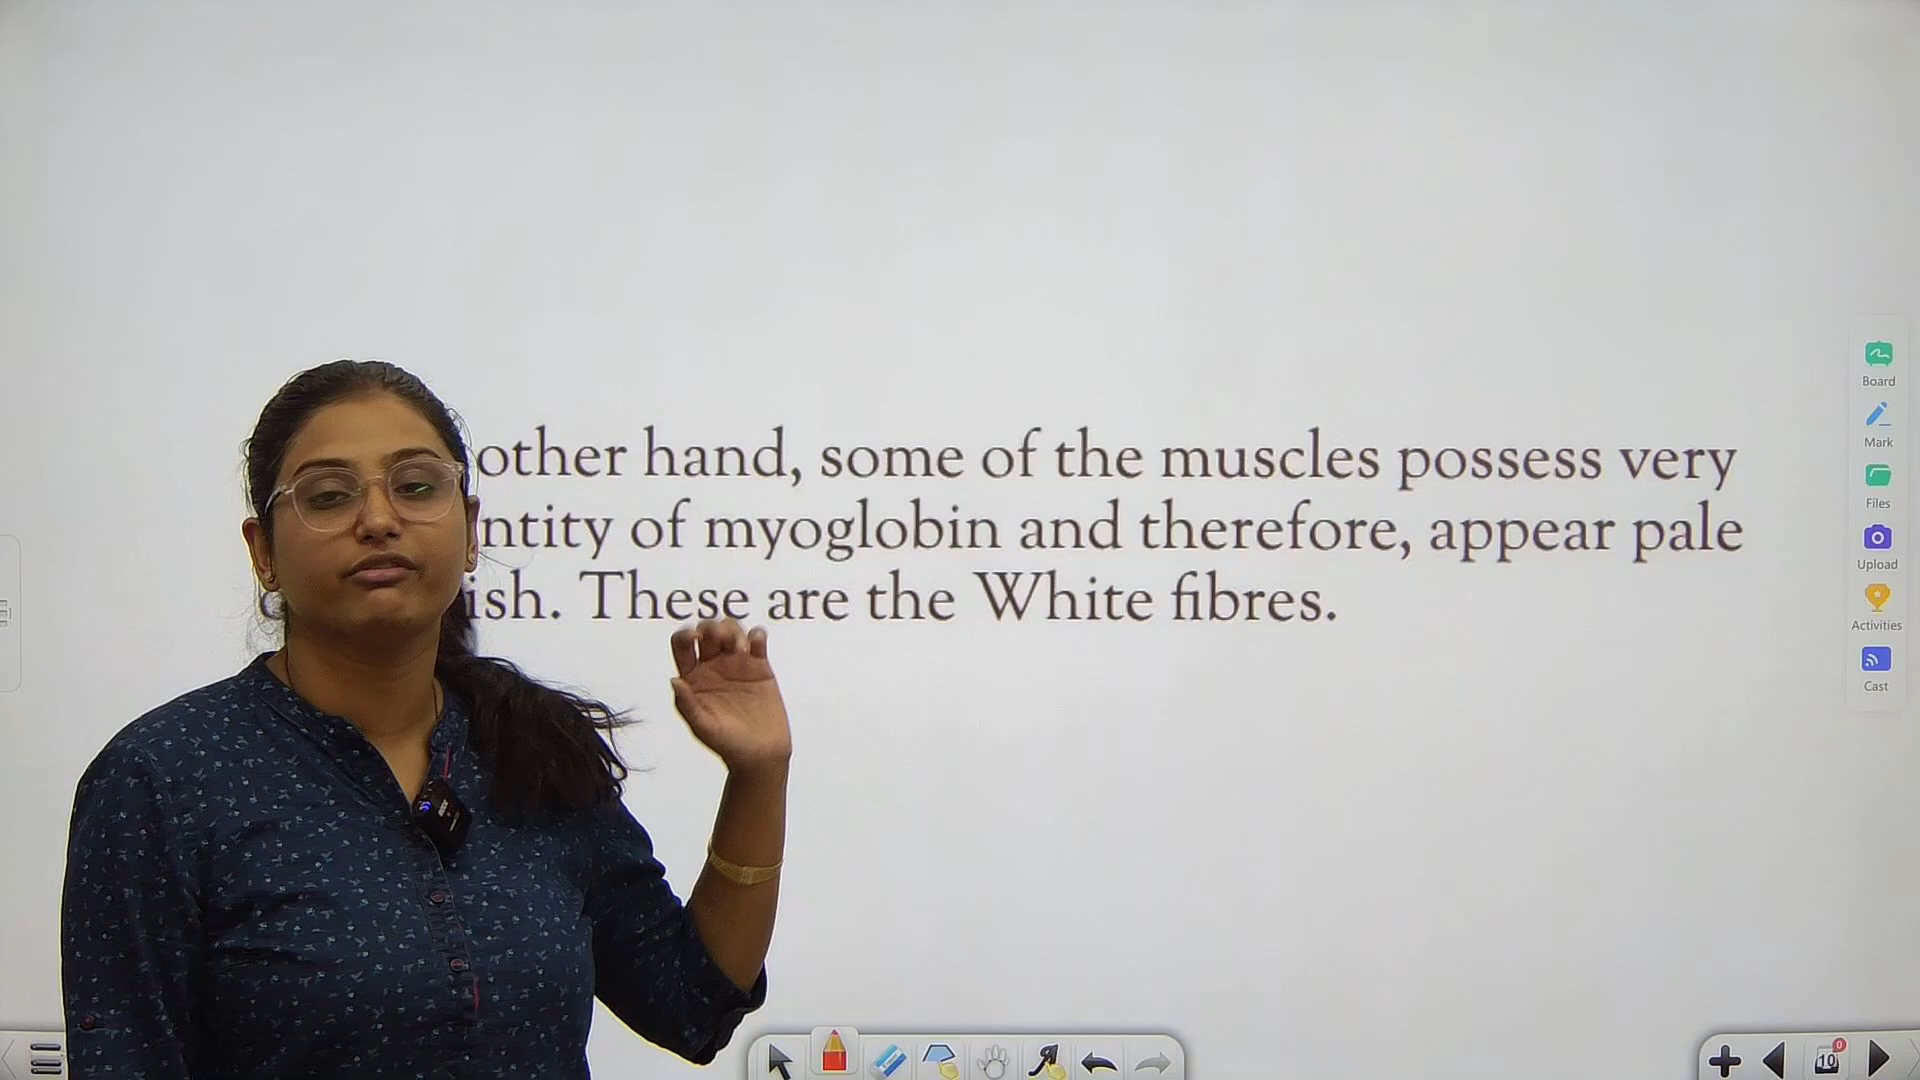 other hand, some of the muscles possess very
ntity of myoglobin and therefore, appear pale
ish. These are the White fibres.
Board
Mark
Files
Upload
Activities
Cast
10
0